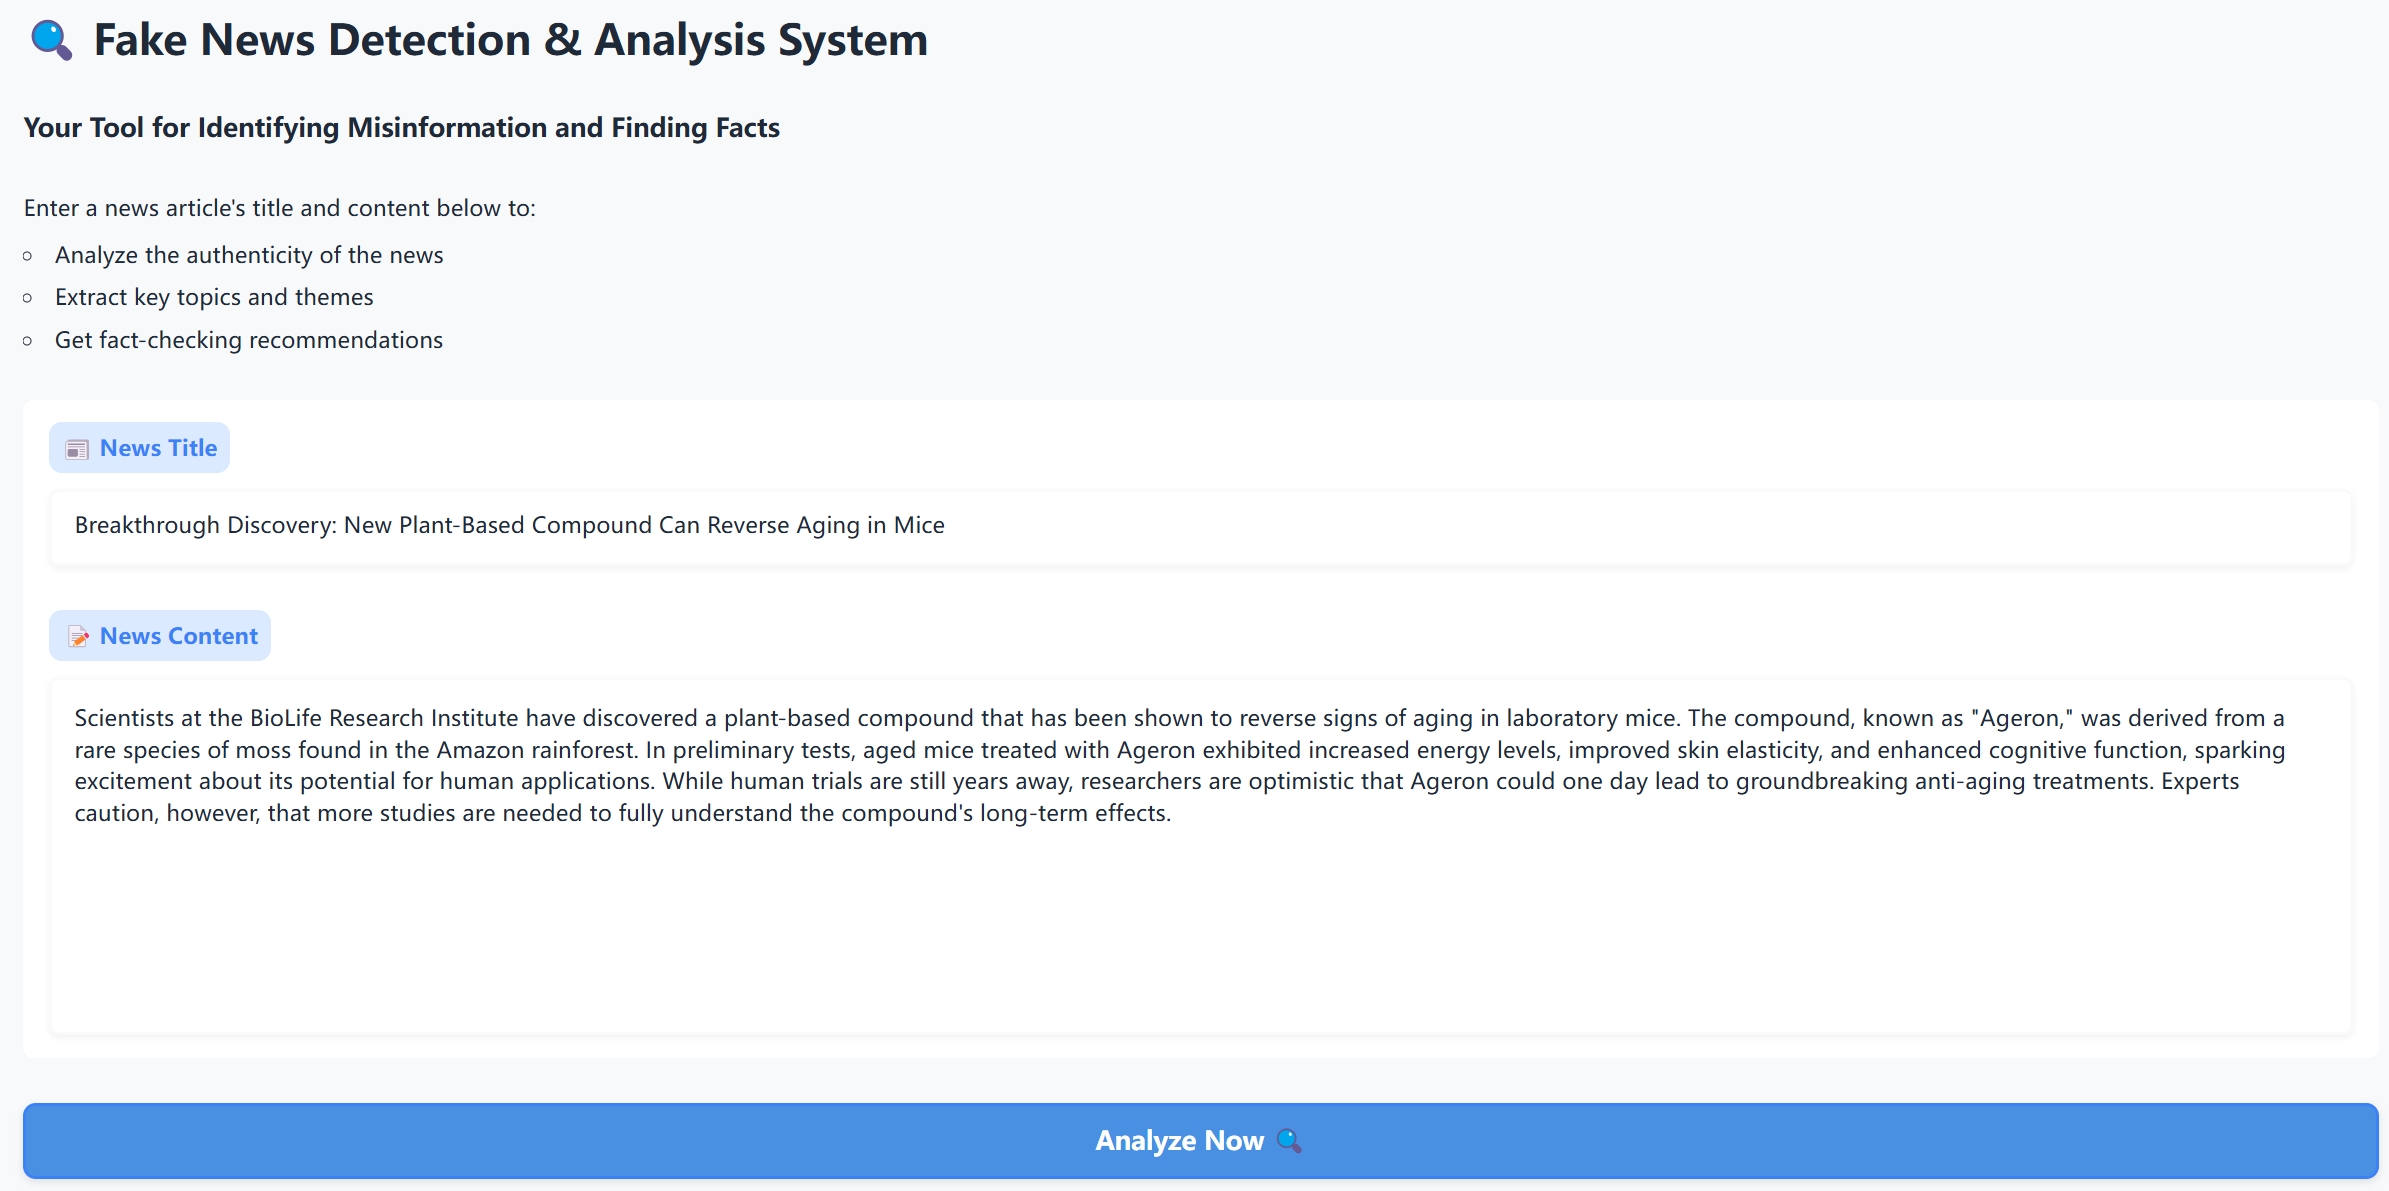 Fake News Detection & Analysis System
Your Tool for Identifying Misinformation and Finding Facts
Enter a news article's title and content below to:
Analyze the authenticity of the news
Extract key topics and themes
Get fact-checking recommendations
News Title
Breakthrough Discovery: New Plant-Based Compound Can Reverse Aging in Mice
News Content
Scientists at the BioLife Research Institute have discovered a plant-based compound that has been shown to reverse signs of aging in laboratory mice. The compound, known as "Ageron," was derived from a
rare species of moss found in the Amazon rainforest. In preliminary tests, aged mice treated with Ageron exhibited increased energy levels, improved skin elasticity, and enhanced cognitive function, sparking
excitement about its potential for human applications. While human trials are still years away, researchers are optimistic that Ageron could one day lead to groundbreaking anti-aging treatments. Experts
caution, however, that more studies are needed to fully understand the compound's long-term effects.
Analyze Now